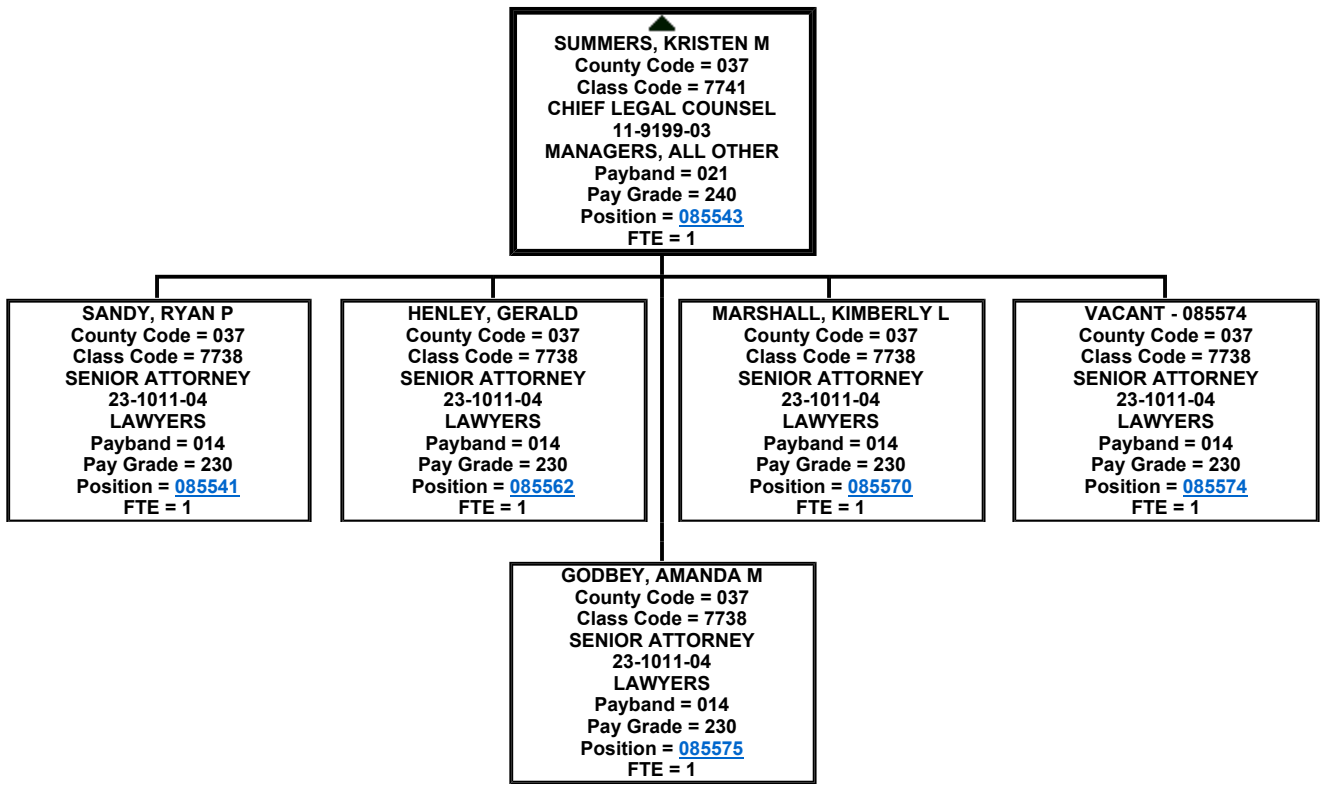 SUMMERS, KRISTEN M
County Code = 037
Class Code = 7741
CHIEF LEGAL COUNSEL
11-9199-03
MANAGERS, ALL OTHER
Payband = 021
Pay Grade = 240
Position = 085543
FTE = 1
SANDY, RYAN P
County Code = 037
Class Code = 7738
SENIOR ATTORNEY
23-1011-04
LAWYERS
Payband = 014
Pay Grade = 230
Position = 085541
FTE = 1
HENLEY, GERALD
County Code = 037
Class Code = 7738
SENIOR ATTORNEY
23-1011-04
LAWYERS
Payband = 014
Pay Grade = 230
Position = 085562
FTE = 1
MARSHALL, KIMBERLY L
County Code = 037
Class Code = 7738
SENIOR ATTORNEY
23-1011-04
LAWYERS
Payband = 014
Pay Grade = 230
Position = 085570
FTE = 1
VACANT - 085574
County Code = 037
Class Code = 7738
SENIOR ATTORNEY
23-1011-04
LAWYERS
Payband = 014
Pay Grade = 230
Position = 085574
FTE = 1
GODBEY, AMANDA M
County Code = 037
Class Code = 7738
SENIOR ATTORNEY
23-1011-04
LAWYERS
Payband = 014
Pay Grade = 230
Position = 085575
FTE = 1